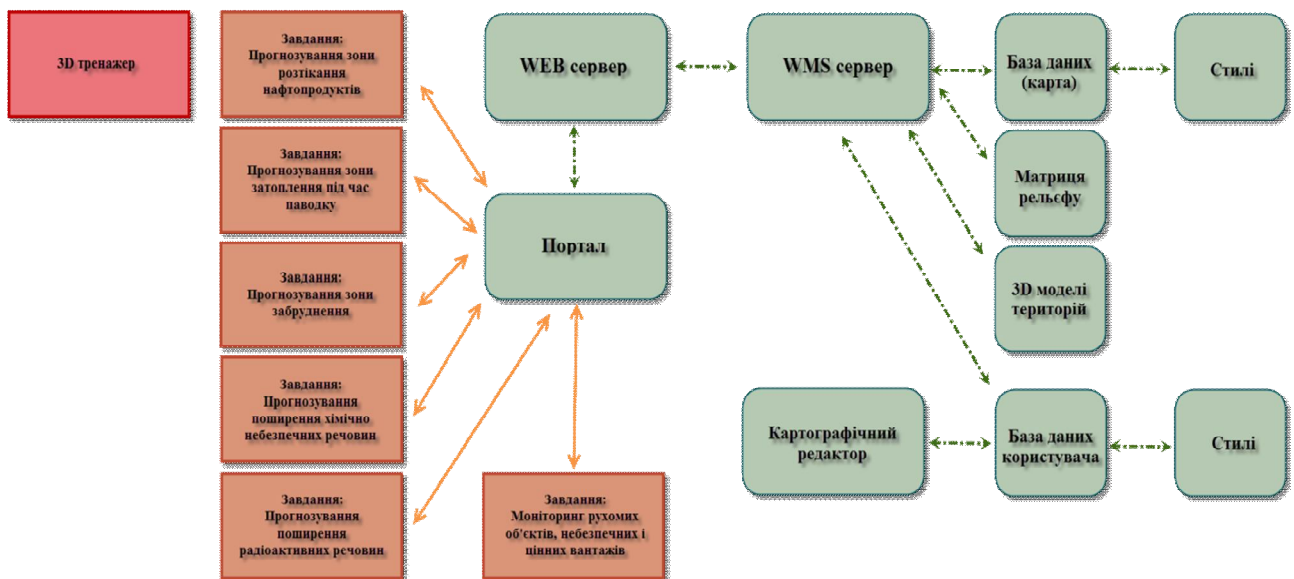 3D тренажер
Завдання:
Прогнозування зони
розтікання
нафтопродуктів
WEB сервер
WMS сервер
База даних
(карта)
Стилі
Завдання:
Прогнозування зони
затоплення під час
паводку
Матриця
рельєфу
Портал
Завдання:
Прогнозування зони
забруднення
3D моделі
територій
Завдання:
Прогнозування
поширення хімічно
небезпечних речовин
Картографічний
редактор
База даних
користувача
Стилі
Завдання:
Прогнозування
поширення
радіоактивних речовин
Завдання:
Моніторинг рухомих
об'єктів, небезпечних і
цінних вантажів